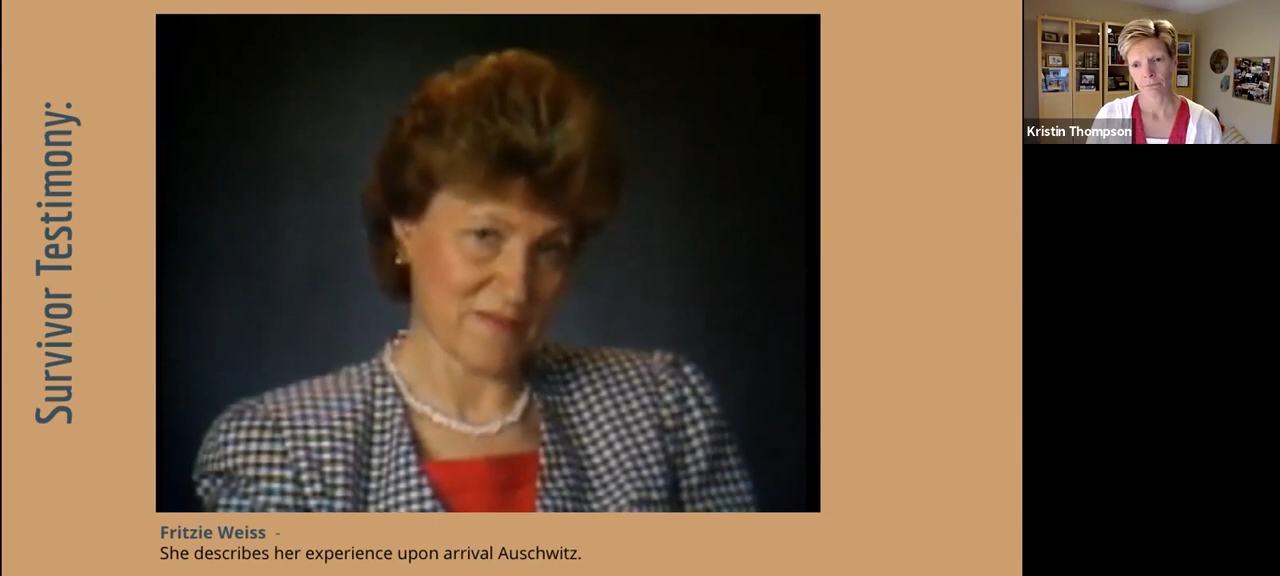 Survivor Testimony:
Kristin Thompson
Fritzie Weiss -
She describes her experience upon arrival Auschwitz.